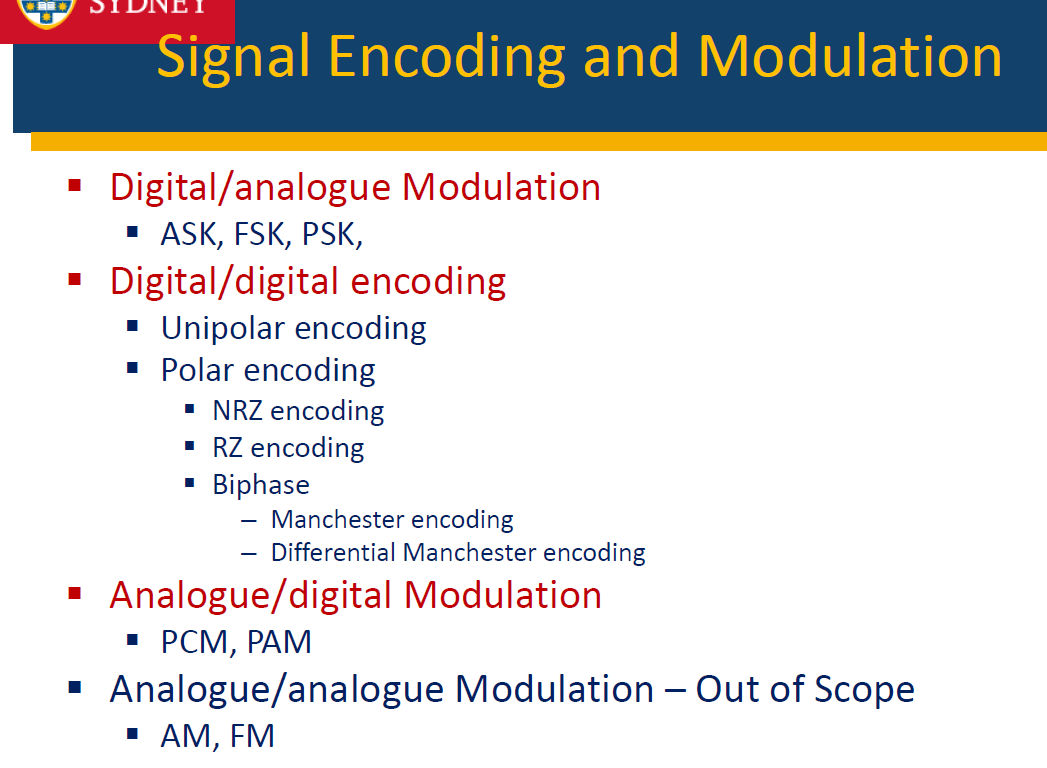 SYDNEY
Signal Encoding and Modulation
Digital/analogue Modulation
ASK, FSK, PSK,
Digital/digital encoding
Unipolar encoding
Polar encoding
NRZ encoding
RZ encoding
Biphase
– Manchester encoding
– Differential Manchester encoding
Analogue/digital Modulation
PCM, PAM
Analogue/analogue Modulation – Out of Scope
AM, FM